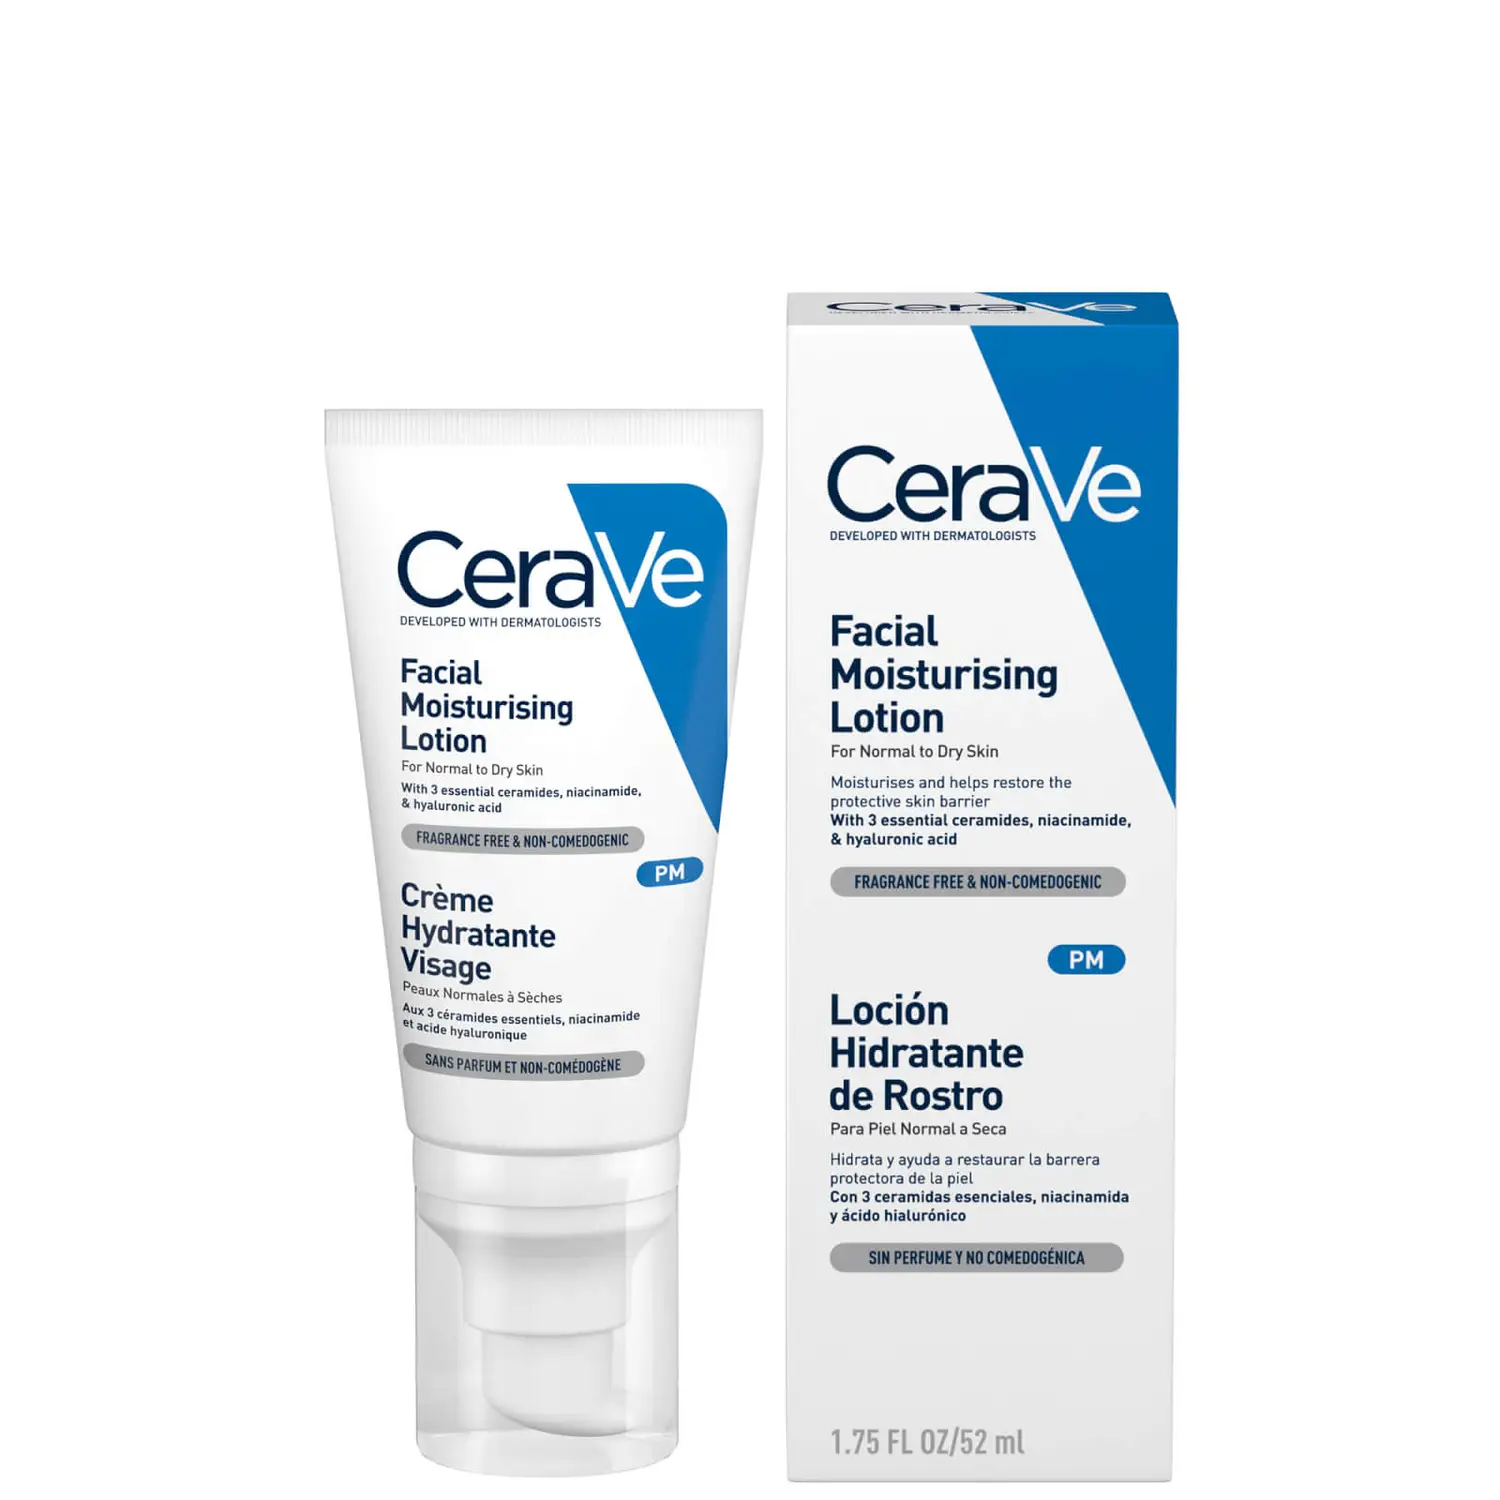 CeraVe
DEVELOPED WITH DERMATOLOGISTS
Facial
Moisturising
Lotion
For Normal to Dry Skin
With 3 essential ceramides, niacinamide,
& hyaluronic acid
FRAGRANCE FREE & NON-COMEDOGENIC
PM
Crème
Hydratante
Visage
Peaux Normales à Sèches
Aux 3 céramides essentiels, niacinamide
et acide hyaluronique
SANS PARFUM ET NON-COMÉDOGÈNE
CeraVe
DEVELOPED WITH DERMATOLOGISTS
CeraVe
DEVELOPED WITH DERMATOLOGISTS
Facial
Moisturising
Lotion
For Normal to Dry Skin
Moisturises and helps restore the
protective skin barrier
With 3 essential ceramides, niacinamide,
& hyaluronic acid
FRAGRANCE FREE & NON-COMEDOGENIC
PM
Loción
Hidratante
de Rostro
Para Piel Normal a Seca
Hidrata y ayuda a restaurar la barrera
protectora de la piel
Con 3 ceramidas esenciales, niacinamida
y ácido hialurónico
SIN PERFUME Y NO COMEDOGÉNICA
1.75 FL OZ/52 ml